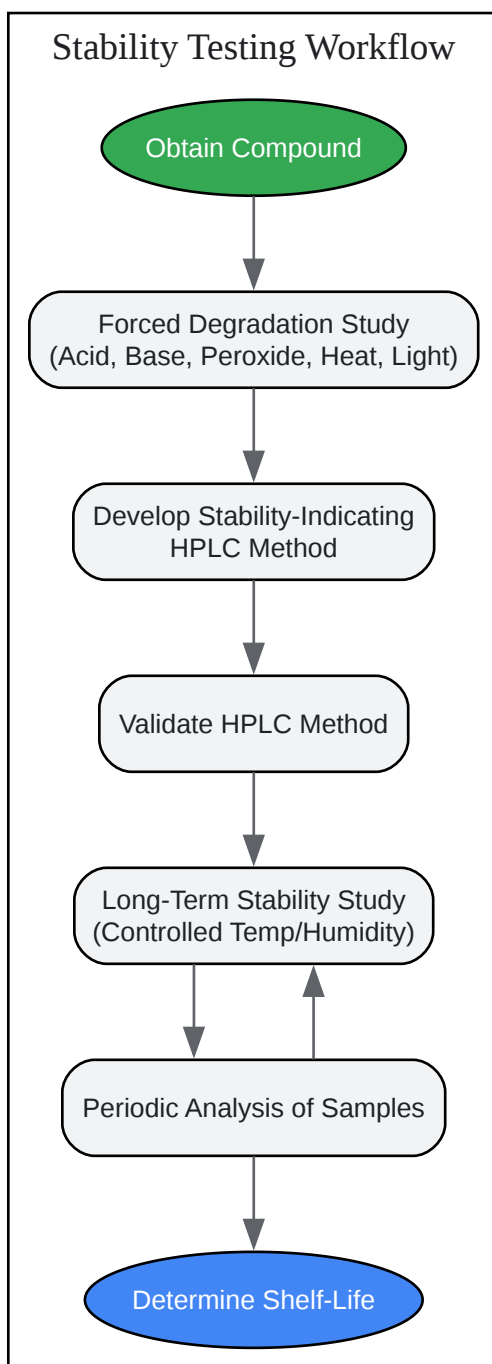 Stability Testing Workflow
Obtain Compound
Forced Degradation Study
(Acid, Base, Peroxide, Heat, Light)
Develop Stability-Indicating
HPLC Method
Validate HPLC Method
Long-Term Stability Study
(Controlled Temp/Humidity)
Periodic Analysis of Samples
Determine Shelf-Life